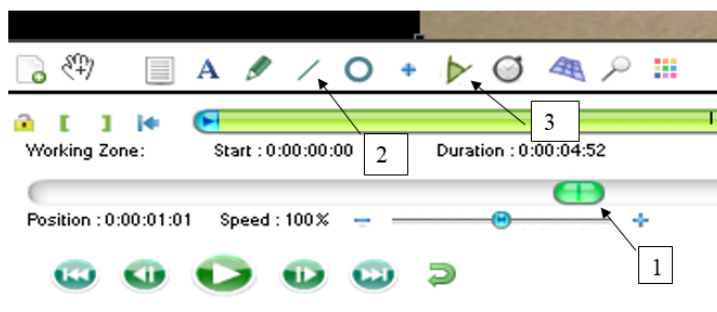 A
3
Working Zone: Start : 0:00:00:00 2 Duration : 0:00:04:52
Position : 0:00:01:01 Speed : 100%
1